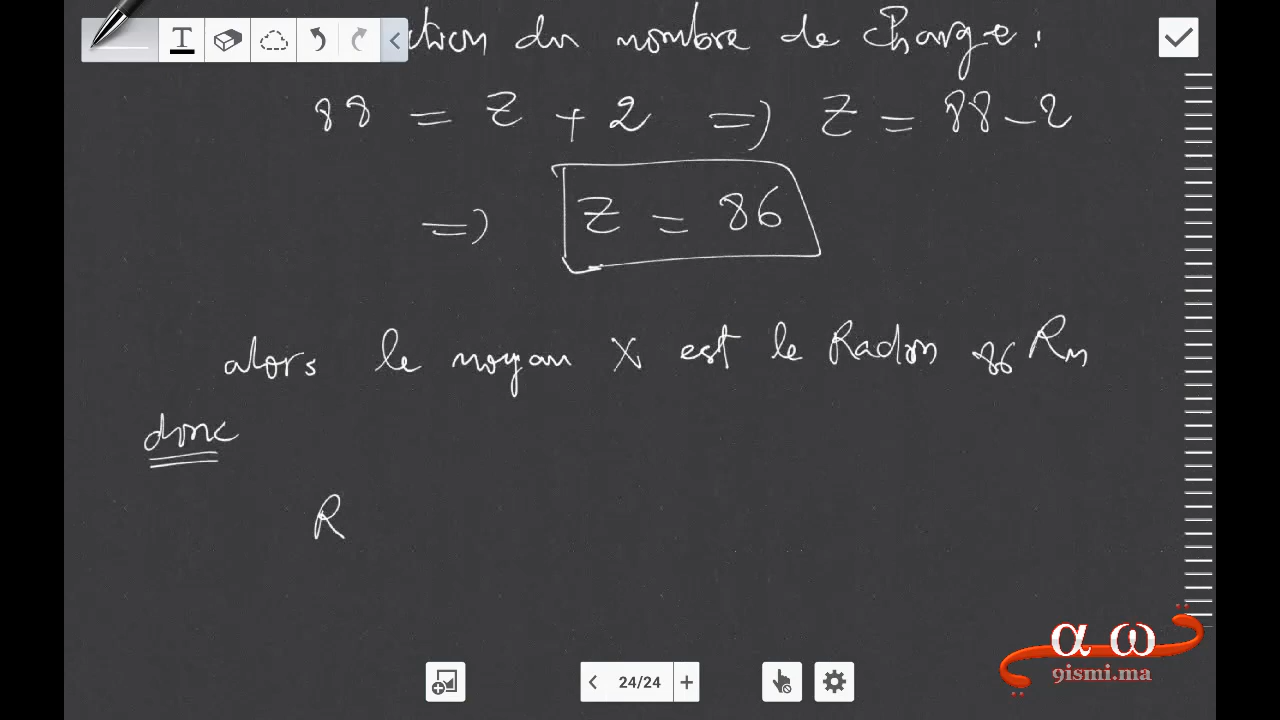 T
ction du nombre de Charge :
88 = Z + 2 => Z = 88 - 2
=> Z = 86
alors le noyau X est le Radon 86Rn
donc
R
24/24
α ω
9ismi.ma